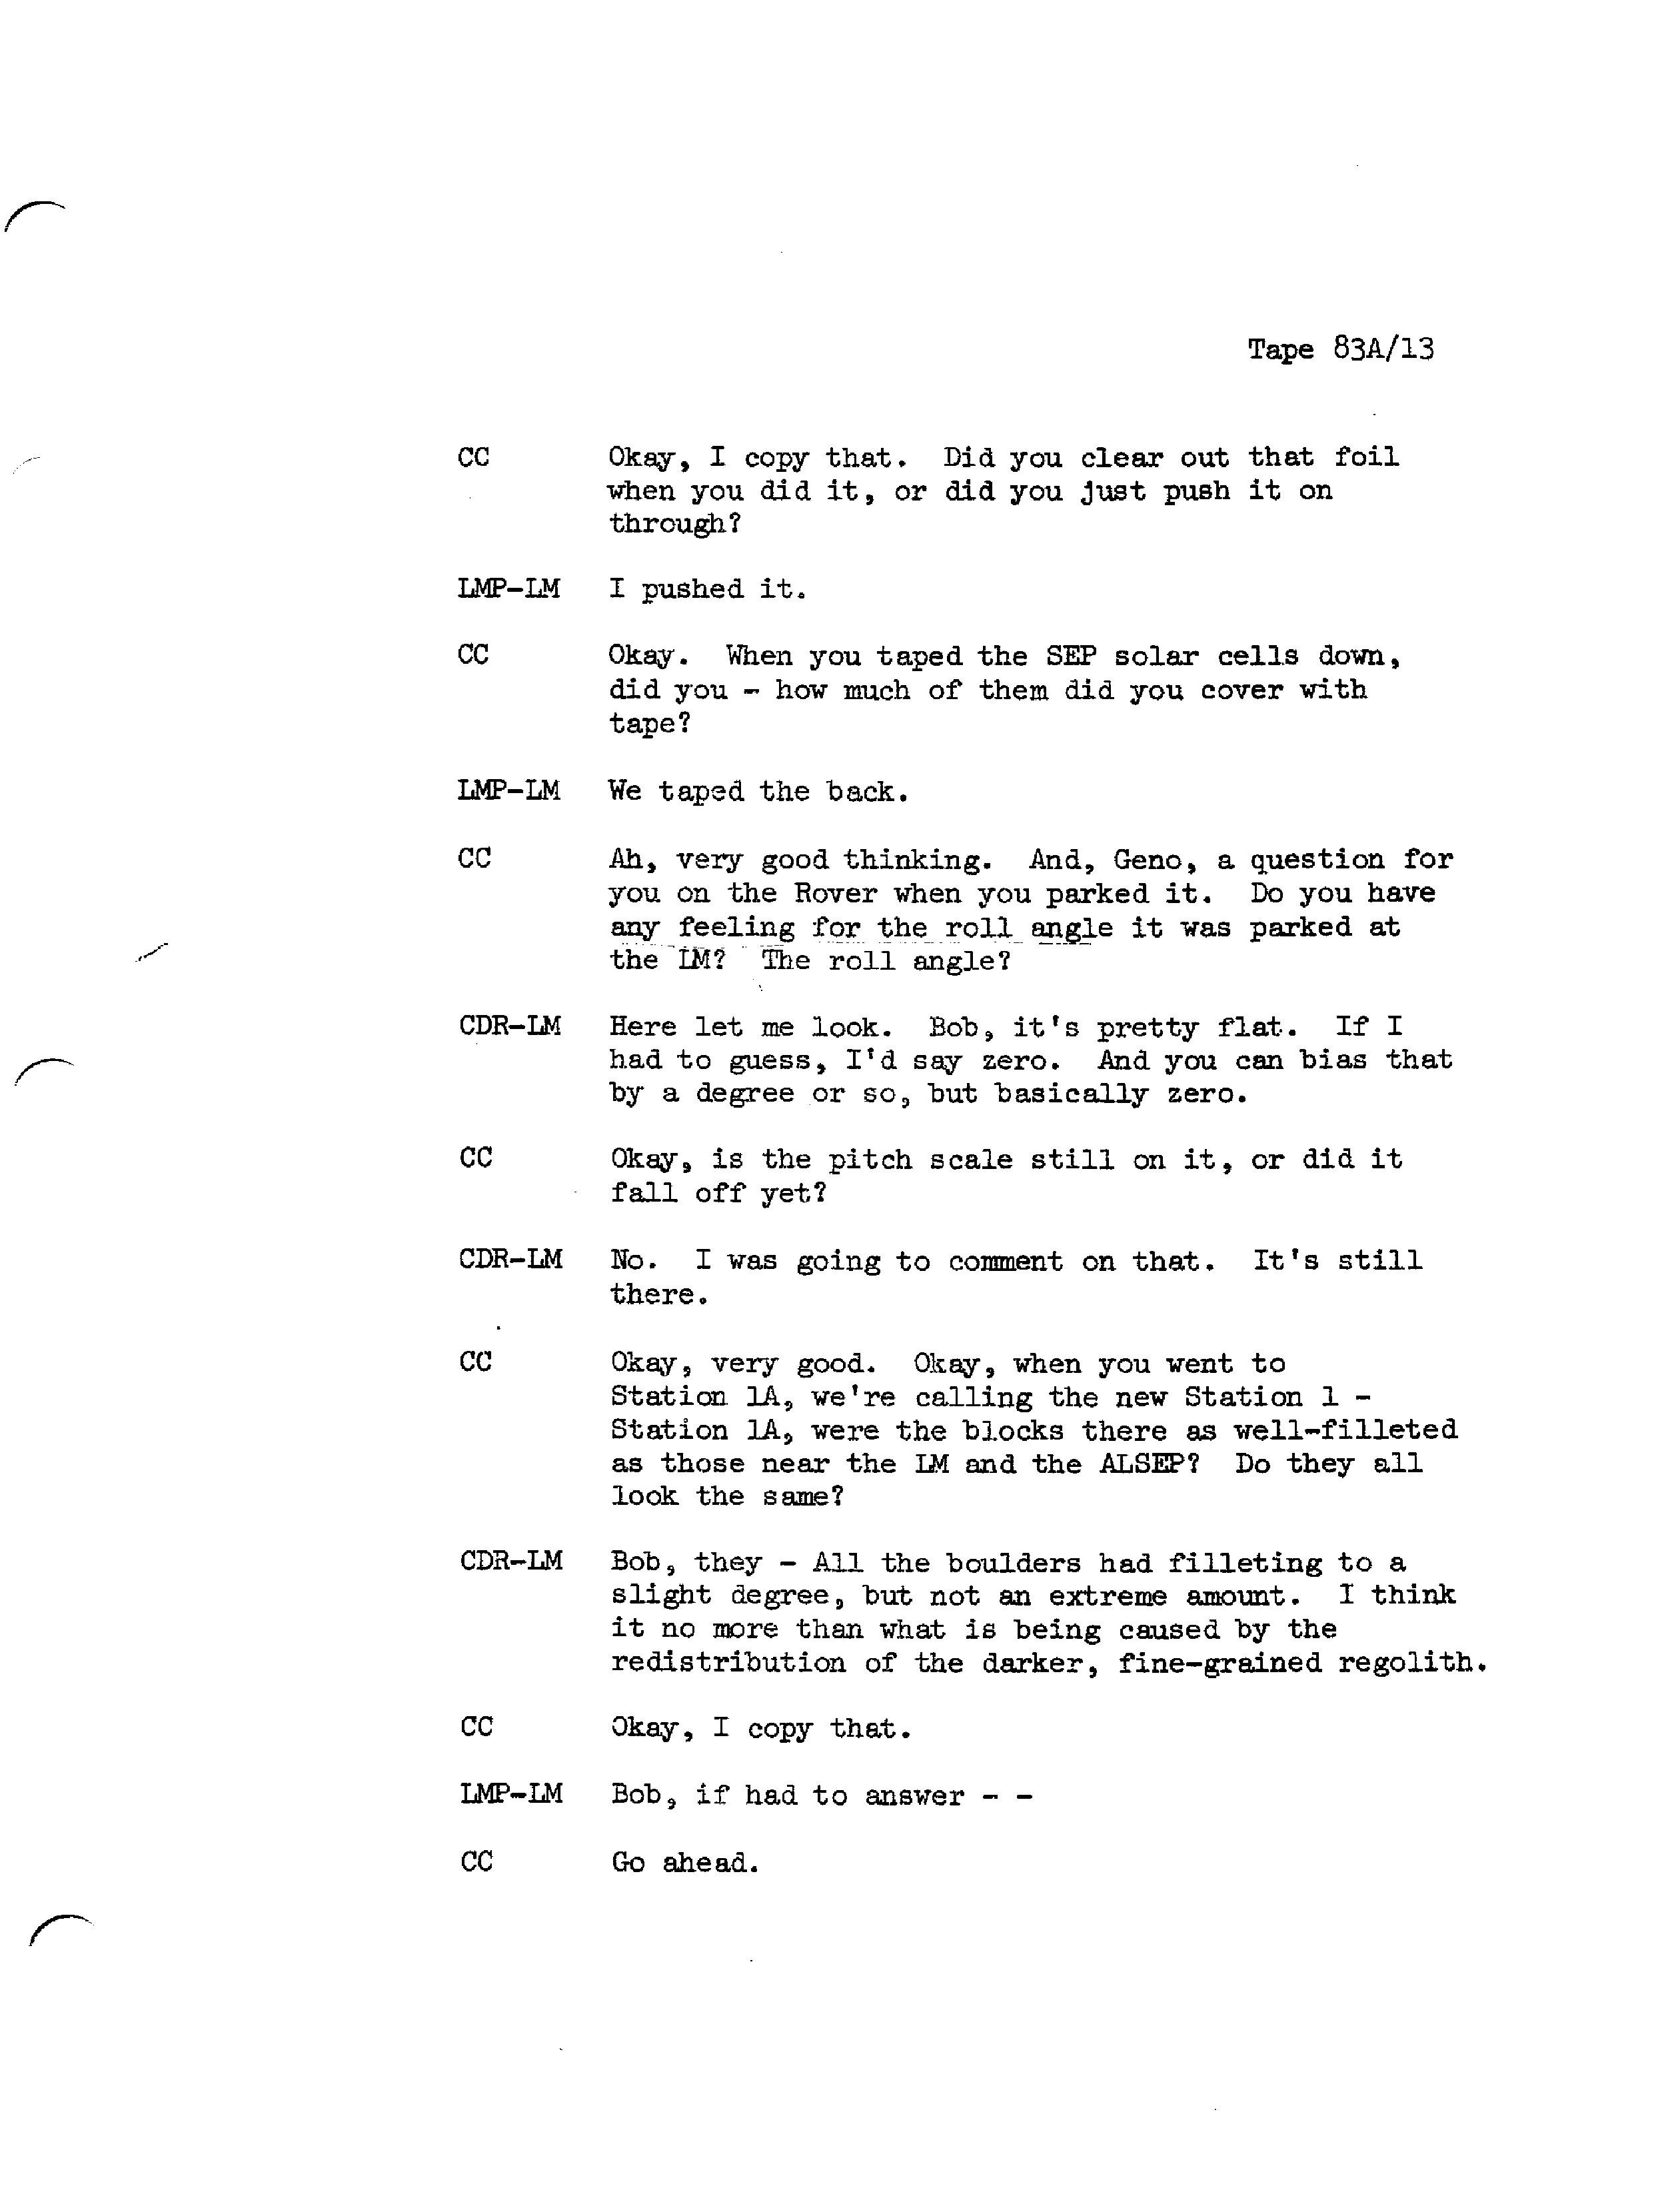 Tape 83A/13
CC Okay, I copy that. Did you clear out that foil
when you did it, or did you just push it on
through?
LMP-LM I pushed it.
CC Okay. When you taped the SEP solar cells down,
did you - how much of them did you cover with
tape?
LMP-LM We taped the back.
CC Ah, very good thinking. And, Geno, a question for
you on the Rover when you parked it. Do you have
any feeling for the roll angle it was parked at
the LM? The roll angle?
CDR-LM Here let me look. Bob, it's pretty flat. If I
had to guess, I'd say zero. And you can bias that
by a degree or so, but basically zero.
CC Okay, is the pitch scale still on it, or did it
fall off yet?
CDR-LM No. I was going to comment on that. It's still
there.
CC Okay, very good. Okay, when you went to
Station 1A, we're calling the new Station 1 -
Station 1A, were the blocks there as well-filleted
as those near the LM and the ALSEP? Do they all
look the same?
CDR-LM Bob, they - All the boulders had filleting to a
slight degree, but not an extreme amount. I think
it no more than what is being caused by the
redistribution of the darker, fine-grained regolith.
CC Okay, I copy that.
LMP-LM Bob, if had to answer - -
CC Go ahead.